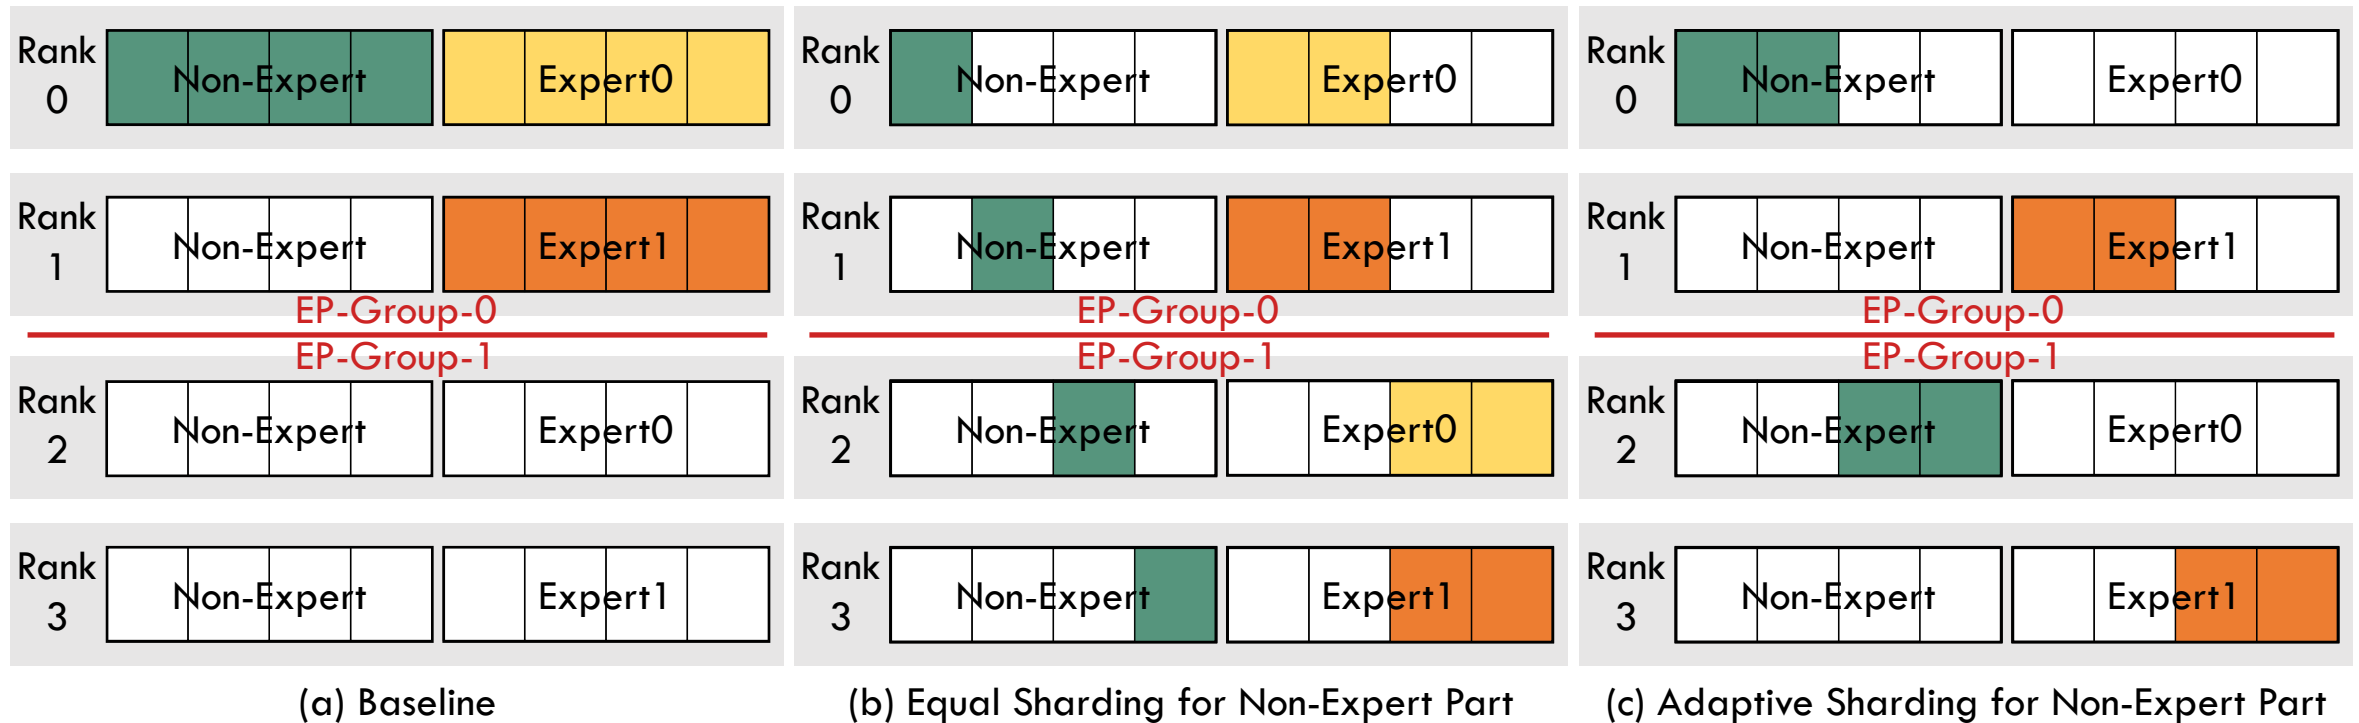 Rank 0 Non-Expert Expert0
Rank 1 Non-Expert Expert1
EP-Group-0
EP-Group-1
Rank 2 Non-Expert Expert0
Rank 3 Non-Expert Expert1
(a) Baseline
Rank 0 Non-Expert Expert0
Rank 1 Non-Expert Expert1
EP-Group-0
EP-Group-1
Rank 2 Non-Expert Expert0
Rank 3 Non-Expert Expert1
(b) Equal Sharding for Non-Expert Part
Rank 0 Non-Expert Expert0
Rank 1 Non-Expert Expert1
EP-Group-0
EP-Group-1
Rank 2 Non-Expert Expert0
Rank 3 Non-Expert Expert1
(c) Adaptive Sharding for Non-Expert Part